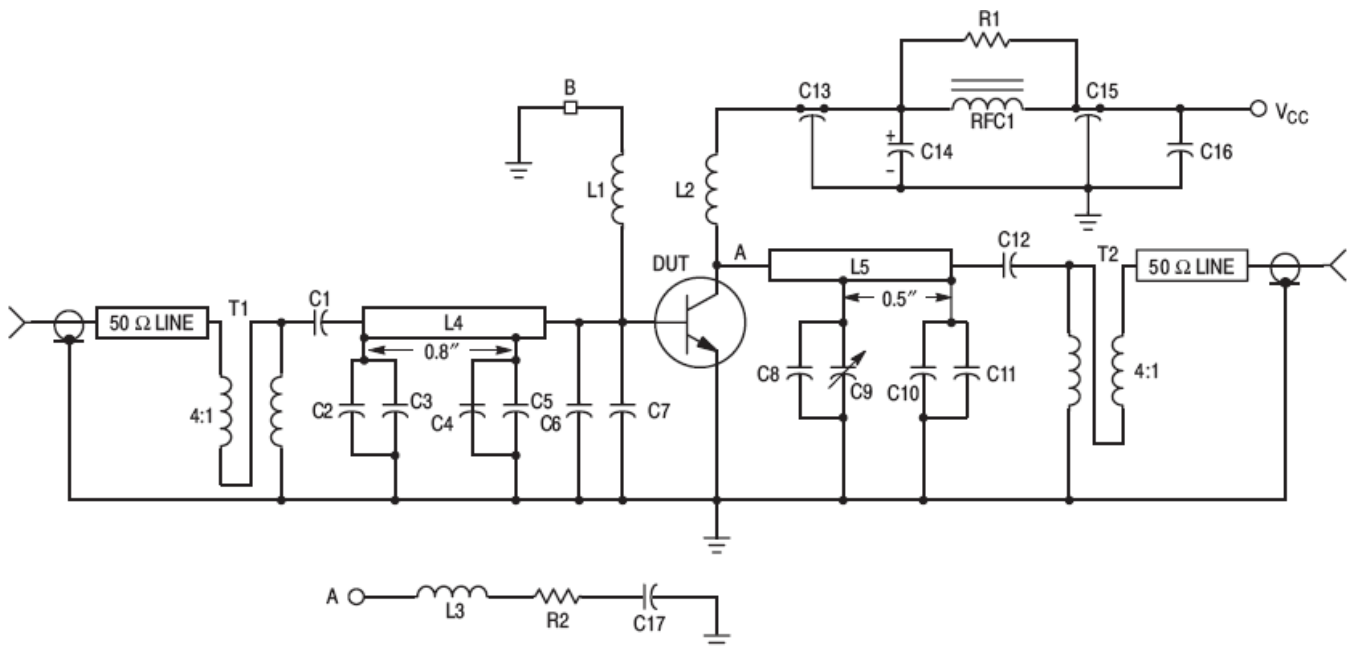 R1
B
C13
C15
RFC1
V_CC
+
C14
C16
−
L1
L2
C12
A
T2
DUT
L5
50 Ω LINE
0.5″
T1
C1
50 Ω LINE
L4
0.8″
C8
C9
C10
C11
4:1
4:1
C2
C3
C4
C5
C6
C7
A
L3
R2
C17